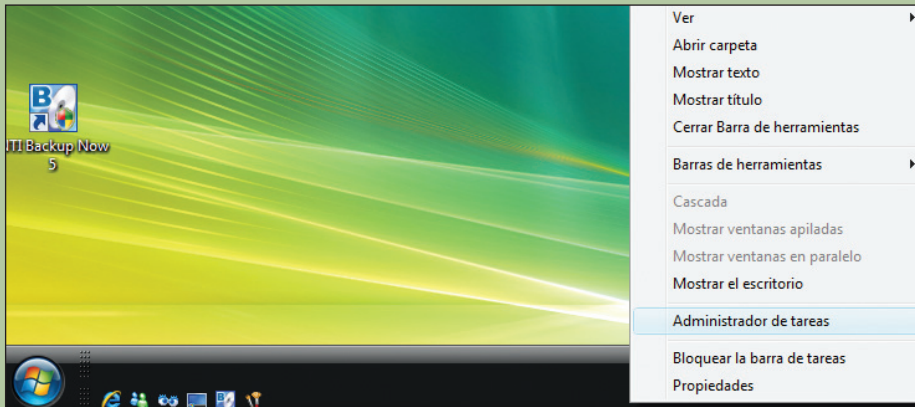 NTI Backup Now
5
Ver
Abrir carpeta
Mostrar texto
Mostrar título
Cerrar Barra de herramientas
Barras de herramientas
Cascada
Mostrar ventanas apiladas
Mostrar ventanas en paralelo
Mostrar el escritorio
Administrador de tareas
Bloquear la barra de tareas
Propiedades